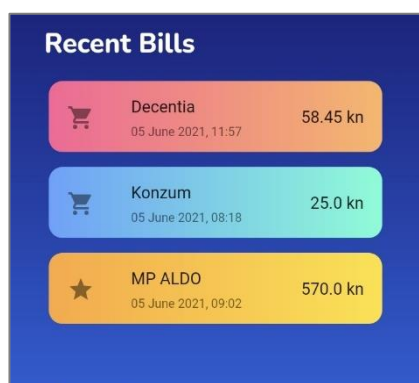 Recent Bills
Decentia
58.45 kn
05 June 2021, 11:57
Konzum
25.0 kn
05 June 2021, 08:18
MP ALDO
570.0 kn
05 June 2021, 09:02